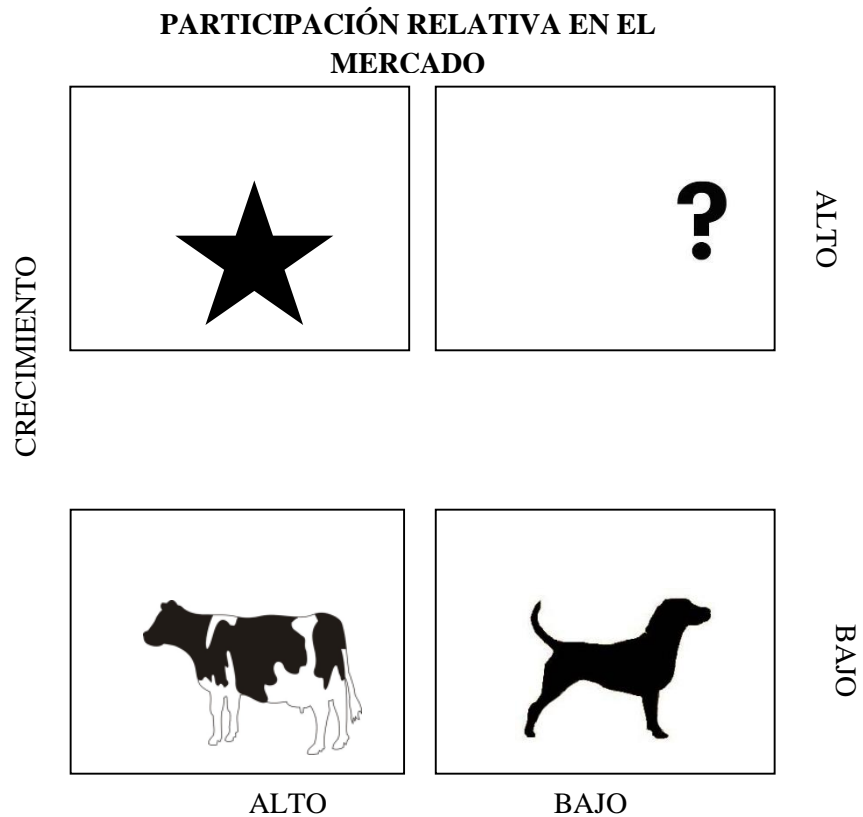 PARTICIPACIÓN RELATIVA EN EL
MERCADO
?
ALTO
CRECIMIENTO
BAJO
ALTO
BAJO